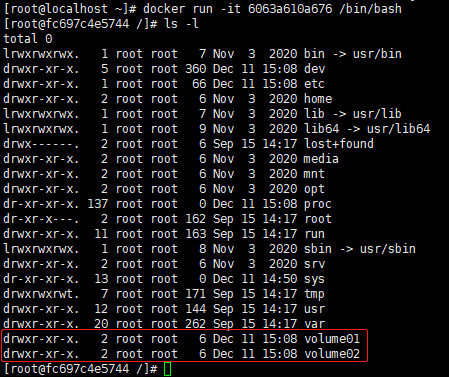 [root@localhost ~]# docker run -it 6063a610a676 /bin/bash
[root@fc697c4e5744 /]# ls -l
total 0
lrwxrwxrwx.   1 root root   7 Nov  3  2020 bin -> usr/bin
drwxr-xr-x.   5 root root 360 Dec 11 15:08 dev
drwxr-xr-x.   1 root root  66 Dec 11 15:08 etc
drwxr-xr-x.   2 root root   6 Nov  3  2020 home
lrwxrwxrwx.   1 root root   7 Nov  3  2020 lib -> usr/lib
lrwxrwxrwx.   1 root root   9 Nov  3  2020 lib64 -> usr/lib64
drwx------.   2 root root   6 Sep 15 14:17 lost+found
drwxr-xr-x.   2 root root   6 Nov  3  2020 media
drwxr-xr-x.   2 root root   6 Nov  3  2020 mnt
drwxr-xr-x.   2 root root   6 Nov  3  2020 opt
dr-xr-xr-x. 137 root root   0 Dec 11 15:08 proc
dr-xr-x---.   2 root root 162 Sep 15 14:17 root
drwxr-xr-x.  11 root root 163 Sep 15 14:17 run
lrwxrwxrwx.   1 root root   8 Nov  3  2020 sbin -> usr/sbin
drwxr-xr-x.   2 root root   6 Nov  3  2020 srv
dr-xr-xr-x.  13 root root   0 Dec 11 14:50 sys
drwxrwxrwt.   7 root root 171 Sep 15 14:17 tmp
drwxr-xr-x.  12 root root 144 Sep 15 14:17 usr
drwxr-xr-x.  20 root root 262 Sep 15 14:17 var
drwxr-xr-x.   2 root root   6 Dec 11 15:08 volume01
drwxr-xr-x.   2 root root   6 Dec 11 15:08 volume02
[root@fc697c4e5744 /]#